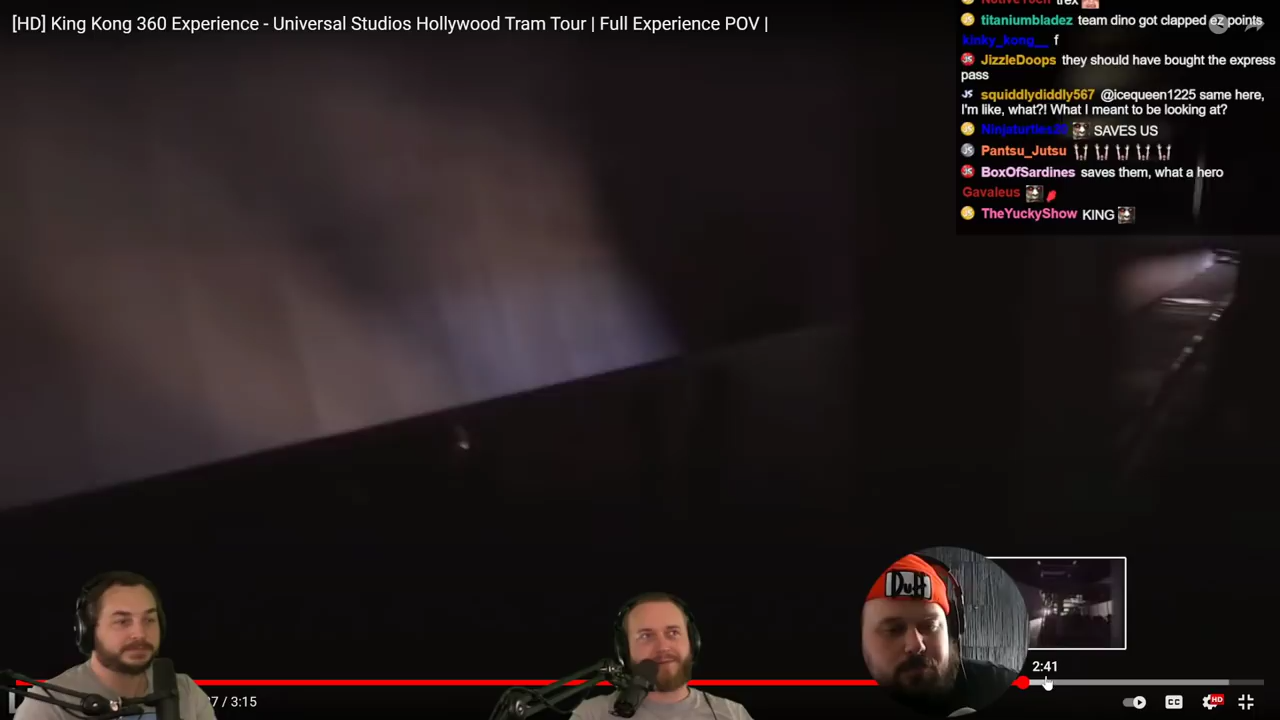 [HD] King Kong 360 Experience - Universal Studios Hollywood Tram Tour | Full Experience POV |
trex
titaniumbladez team dino got clapped ez points
kinky_kong__ f
JizzleDoops they should have bought the express
pass
squiddlydiddly567 @icequeen1225 same here,
I'm like, what?! What I meant to be looking at?
SAVES US
Pantsu_Jutsu
BoxOfSardines saves them, what a hero
Gavaleus
TheYuckyShow KING
Duff
2:41
7 / 3:15
CC
HD